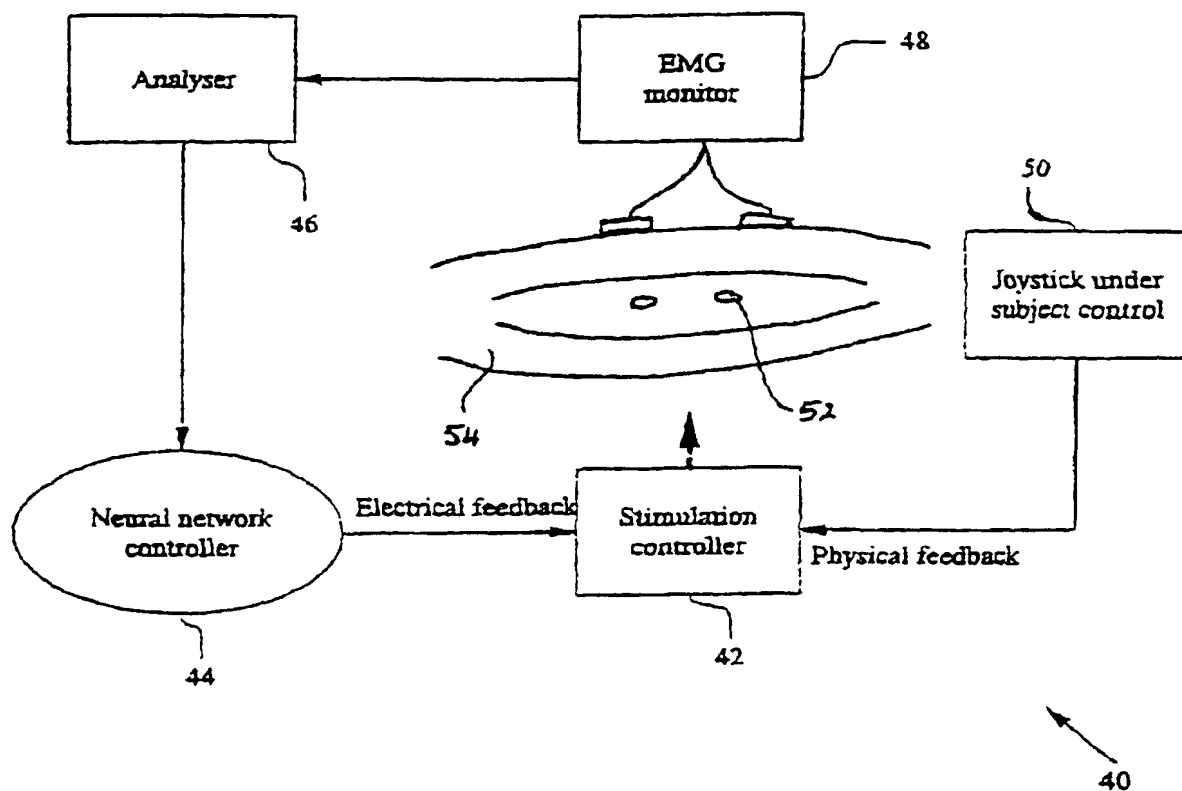 Analyser
EMG
monitor
48
46
50
Joystick under
subject control
52
54
Neural network
controller
Electrical feedback
Stimulation
controller
Physical feedback
44
42
40